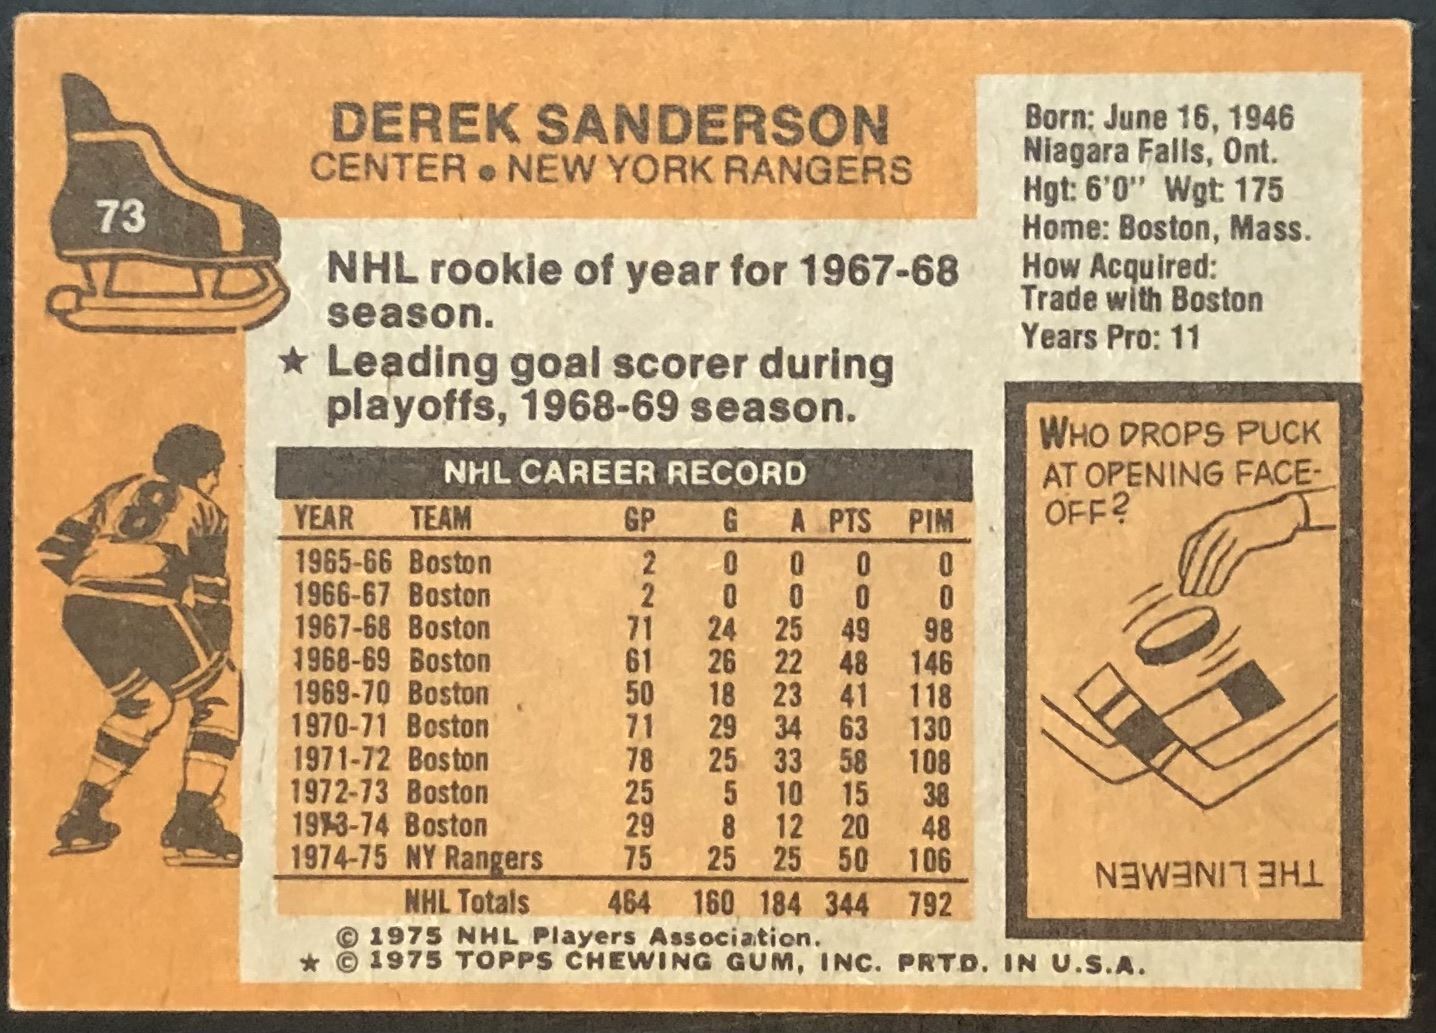 73
DEREK SANDERSON
CENTER • NEW YORK RANGERS
Born: June 16, 1946
Niagara Falls, Ont.
Hgt: 6'0" Wgt: 175
Home: Boston, Mass.
How Acquired:
Trade with Boston
Years Pro: 11
NHL rookie of year for 1967-68
season.
★ Leading goal scorer during
playoffs, 1968-69 season.
NHL CAREER RECORD
YEAR TEAM GP G A PTS PIM
1965-66 Boston 2 0 0 0 0
1966-67 Boston 2 0 0 0 0
1967-68 Boston 71 24 25 49 98
1968-69 Boston 61 26 22 48 146
1969-70 Boston 50 18 23 41 118
1970-71 Boston 71 29 34 63 130
1971-72 Boston 78 25 33 58 108
1972-73 Boston 25 5 10 15 38
1973-74 Boston 29 8 12 20 48
1974-75 NY Rangers 75 25 25 50 106
NHL Totals 464 160 184 344 792
© 1975 NHL Players Association.
★ © 1975 TOPPS CHEWING GUM, INC. PRTD. IN U.S.A.
WHO DROPS PUCK
AT OPENING FACE-
OFF?
THE LINEMEN
8